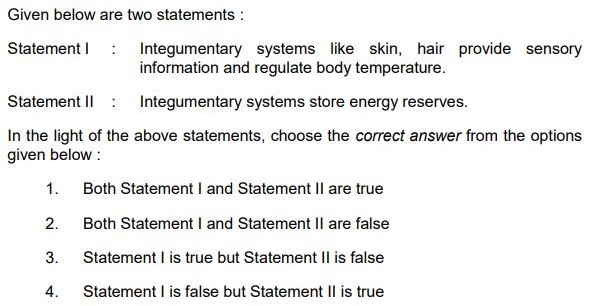 Given below are two statements :
Statement I : Integumentary systems like skin, hair provide sensory
information and regulate body temperature.
Statement II : Integumentary systems store energy reserves.
In the light of the above statements, choose the correct answer from the options
given below :
1. Both Statement I and Statement II are true
2. Both Statement I and Statement II are false
3. Statement I is true but Statement II is false
4. Statement I is false but Statement II is true